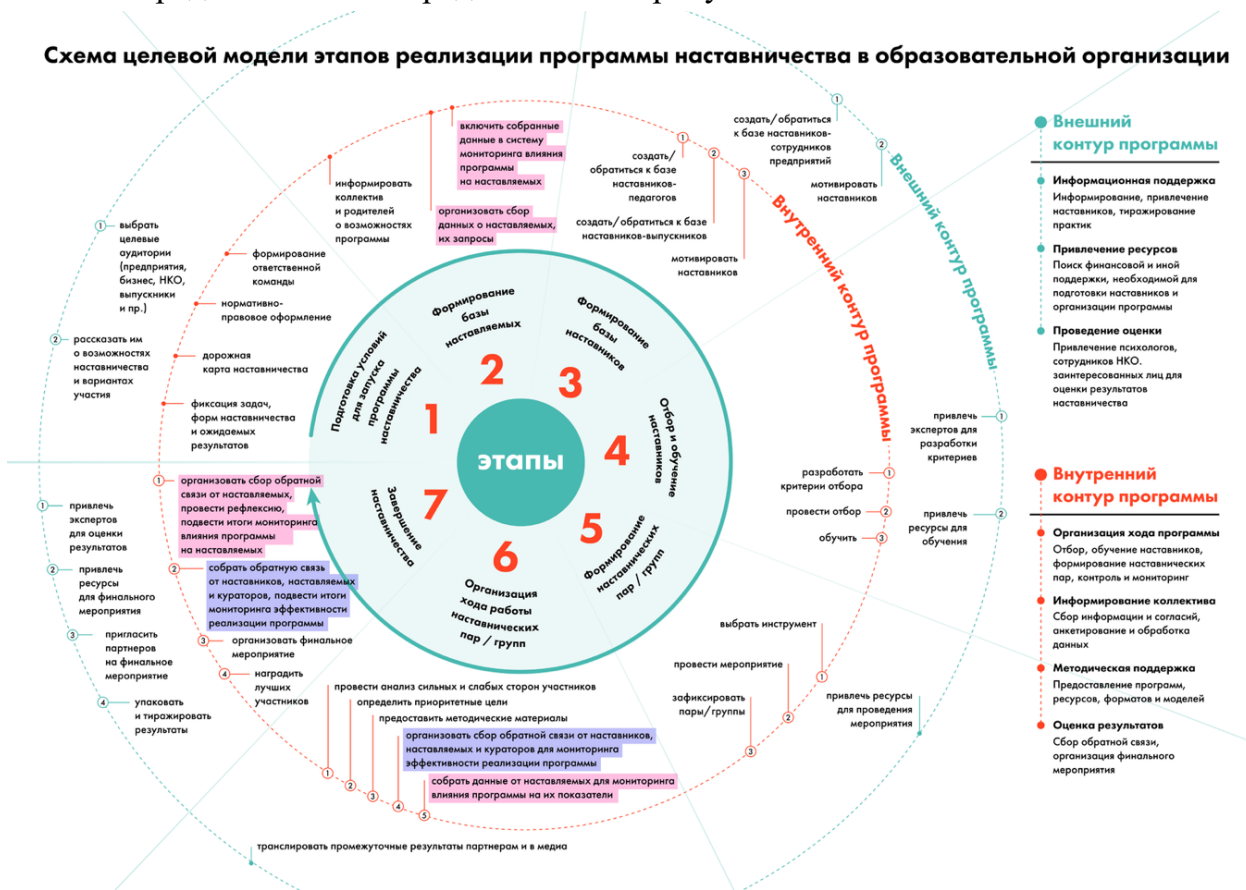 Схема целевой модели этапов реализации программы наставничества в образовательной организации
включить собранные
данные в систему
мониторинга влияния
программы
на наставляемых
организовать сбор
данных о наставляемых,
их запросы
информировать
коллектив
и родителей
о возможностях
программы
формирование
ответственной
команды
нормативно-
правовое оформление
дорожная
карта наставничества
фиксация задач,
форм наставничества
и ожидаемых
результатов
1
выбрать
целевые
аудитории
(предприятия,
бизнес, НКО,
выпускники
и пр.)
2
рассказать им
о возможностях
наставничества
и вариантах
участия
1
создать/
обратиться к базе
наставников-
педагогов
2
создать/обратиться к базе
наставников-выпускников
3
мотивировать
наставников
1
создать/обратиться
к базе наставников-
сотрудников
предприятий
2
мотивировать
наставников
Внутренний контур программы
Внешний контур программы
этапы
1
Подготовка условий
для запуска
программы
наставничества
2
Формирование
базы
наставляемых
3
Формирование
базы
наставников
4
Отбор и обучение
наставников
5
Формирование
наставнических
пар / групп
6
Организация
хода работы
наставнических
пар / групп
7
Завершение
наставничества
1
разработать
критерии отбора
2
провести отбор
3
обучить
1
привлечь
экспертов для
разработки
критериев
2
привлечь
ресурсы для
обучения
выбрать инструмент
1
провести мероприятие
2
зафиксировать
пары/группы
3
привлечь ресурсы
для проведения
мероприятия
1
организовать сбор обратной
связи от наставляемых,
провести рефлексию,
подвести итоги мониторинга
влияния программы
на наставляемых
2
собрать обратную связь
от наставников, наставляемых
и кураторов, подвести итоги
мониторинга эффективности
реализации программы
3
организовать финальное
мероприятие
4
наградить
лучших
участников
1
привлечь
экспертов
для оценки
результатов
2
привлечь
ресурсы
для финального
мероприятия
3
пригласить
партнеров
на финальное
мероприятие
4
упаковать
и тиражировать
результаты
провести анализ сильных и слабых сторон участников
1
определить приоритетные цели
2
предоставить методические материалы
3
организовать сбор обратной связи от наставников,
наставляемых и кураторов для мониторинга
эффективности реализации программы
4
собрать данные от наставляемых для мониторинга
влияния программы на их показатели
5
транслировать промежуточные результаты партнерам и в медиа
Внешний
контур программы
Информационная поддержка
Информирование, привлечение
наставников, тиражирование
практик
Привлечение ресурсов
Поиск финансовой и иной
поддержки, необходимой для
подготовки наставников и
организации программы
Проведение оценки
Привлечение психологов,
сотрудников НКО.
заинтересованных лиц для
оценки результатов
наставничества
Внутренний
контур программы
Организация хода программы
Отбор, обучение наставников,
формирование наставнических
пар, контроль и мониторинг
Информирование коллектива
Сбор информации и согласий,
анкетирование и обработка
данных
Методическая поддержка
Предоставление программ,
ресурсов, форматов и моделей
Оценка результатов
Сбор обратной связи,
организация финального
мероприятия